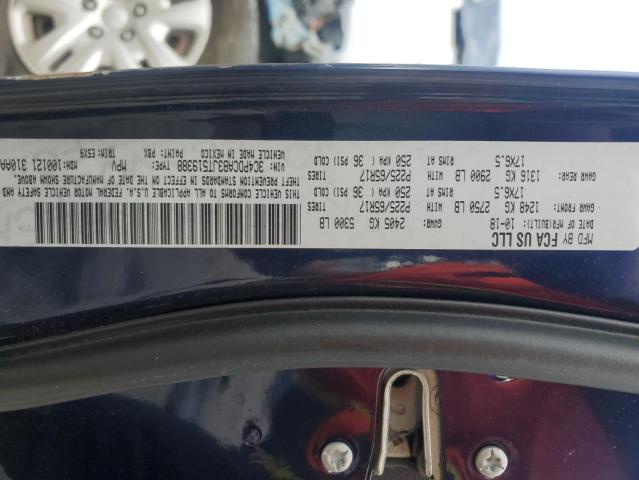 MFD BY FCA US LLC
DATE OF MFR(BUILT): 10-18 GVWR: 2405 KG 5300 LB
GAWR FRONT: 1248 KG 2750 LB TIRES P225/65R17 RIMS AT 17X6.5 250 KPA 36 PSI COLD
GAWR REAR: 1316 KG 2900 LB TIRES P225/65R17 RIMS AT 17X6.5 250 KPA 36 PSI COLD
THIS VEHICLE CONFORMS TO ALL APPLICABLE U.S.A. FEDERAL MOTOR VEHICLE SAFETY AND
THEFT PREVENTION STANDARDS IN EFFECT ON THE DATE OF MANUFACTURE SHOWN ABOVE.
VIN: 3C4PDCAB3JT519388 TYPE: MPV MDH: 100121 310AA
VEHICLE MADE IN MEXICO PAINT: PBX TRIM: E5X9